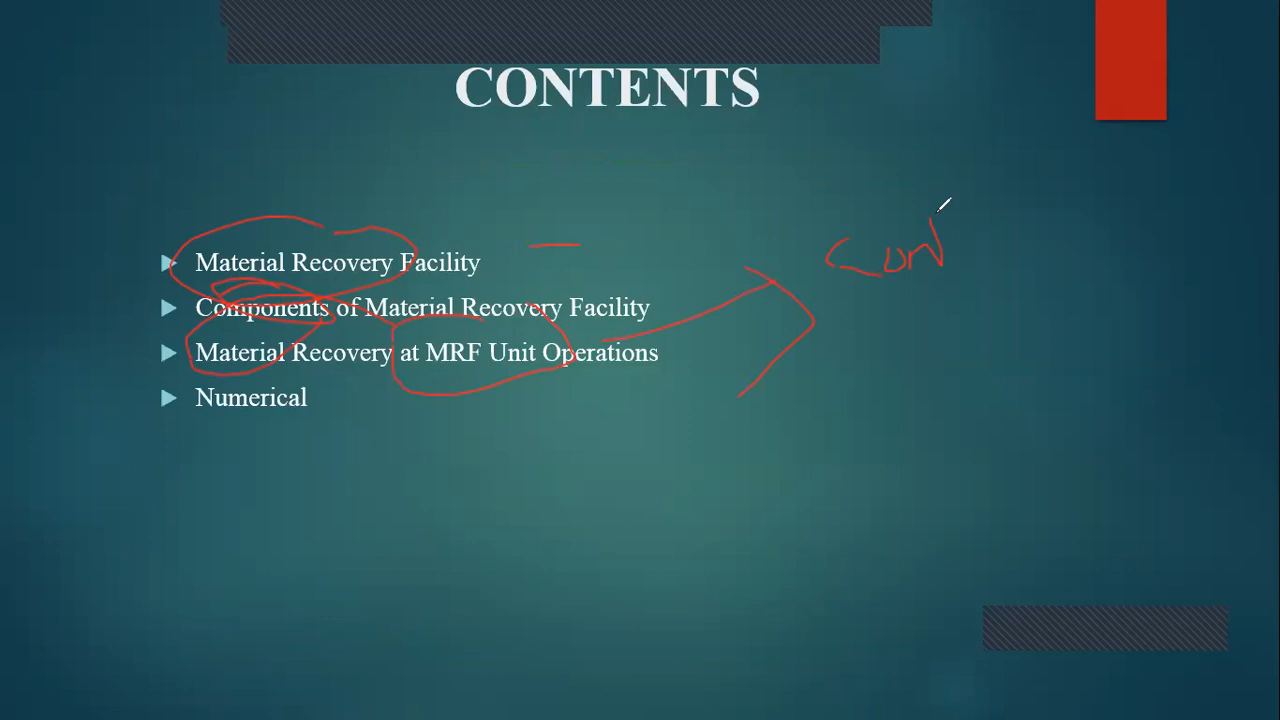 CONTENTS
Material Recovery Facility
Components of Material Recovery Facility
Material Recovery at MRF Unit Operations
Numerical